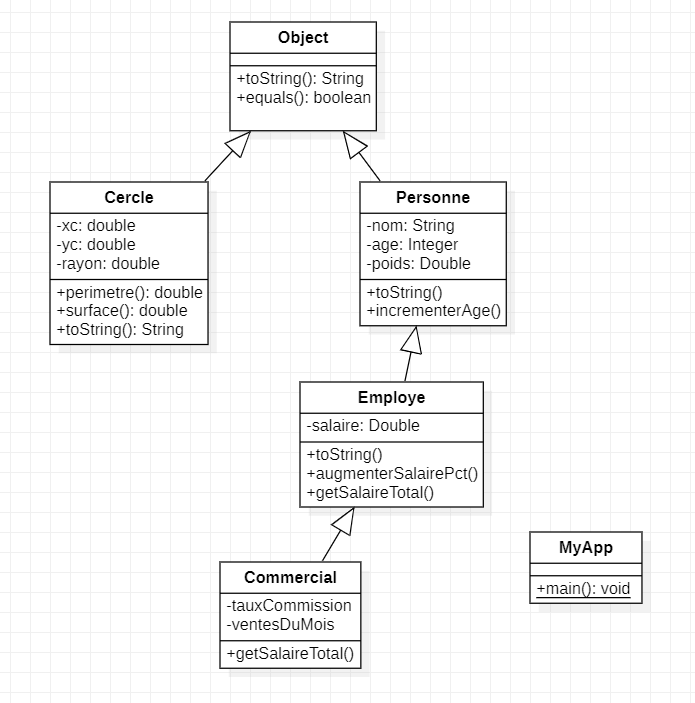 Object
+toString(): String
+equals(): boolean
Cercle
-xc: double
-yc: double
-rayon: double
+perimetre(): double
+surface(): double
+toString(): String
Personne
-nom: String
-age: Integer
-poids: Double
+toString()
+incrementerAge()
Employe
-salaire: Double
+toString()
+augmenterSalairePct()
+getSalaireTotal()
Commercial
-tauxCommission
-ventesDuMois
+getSalaireTotal()
MyApp
+main(): void